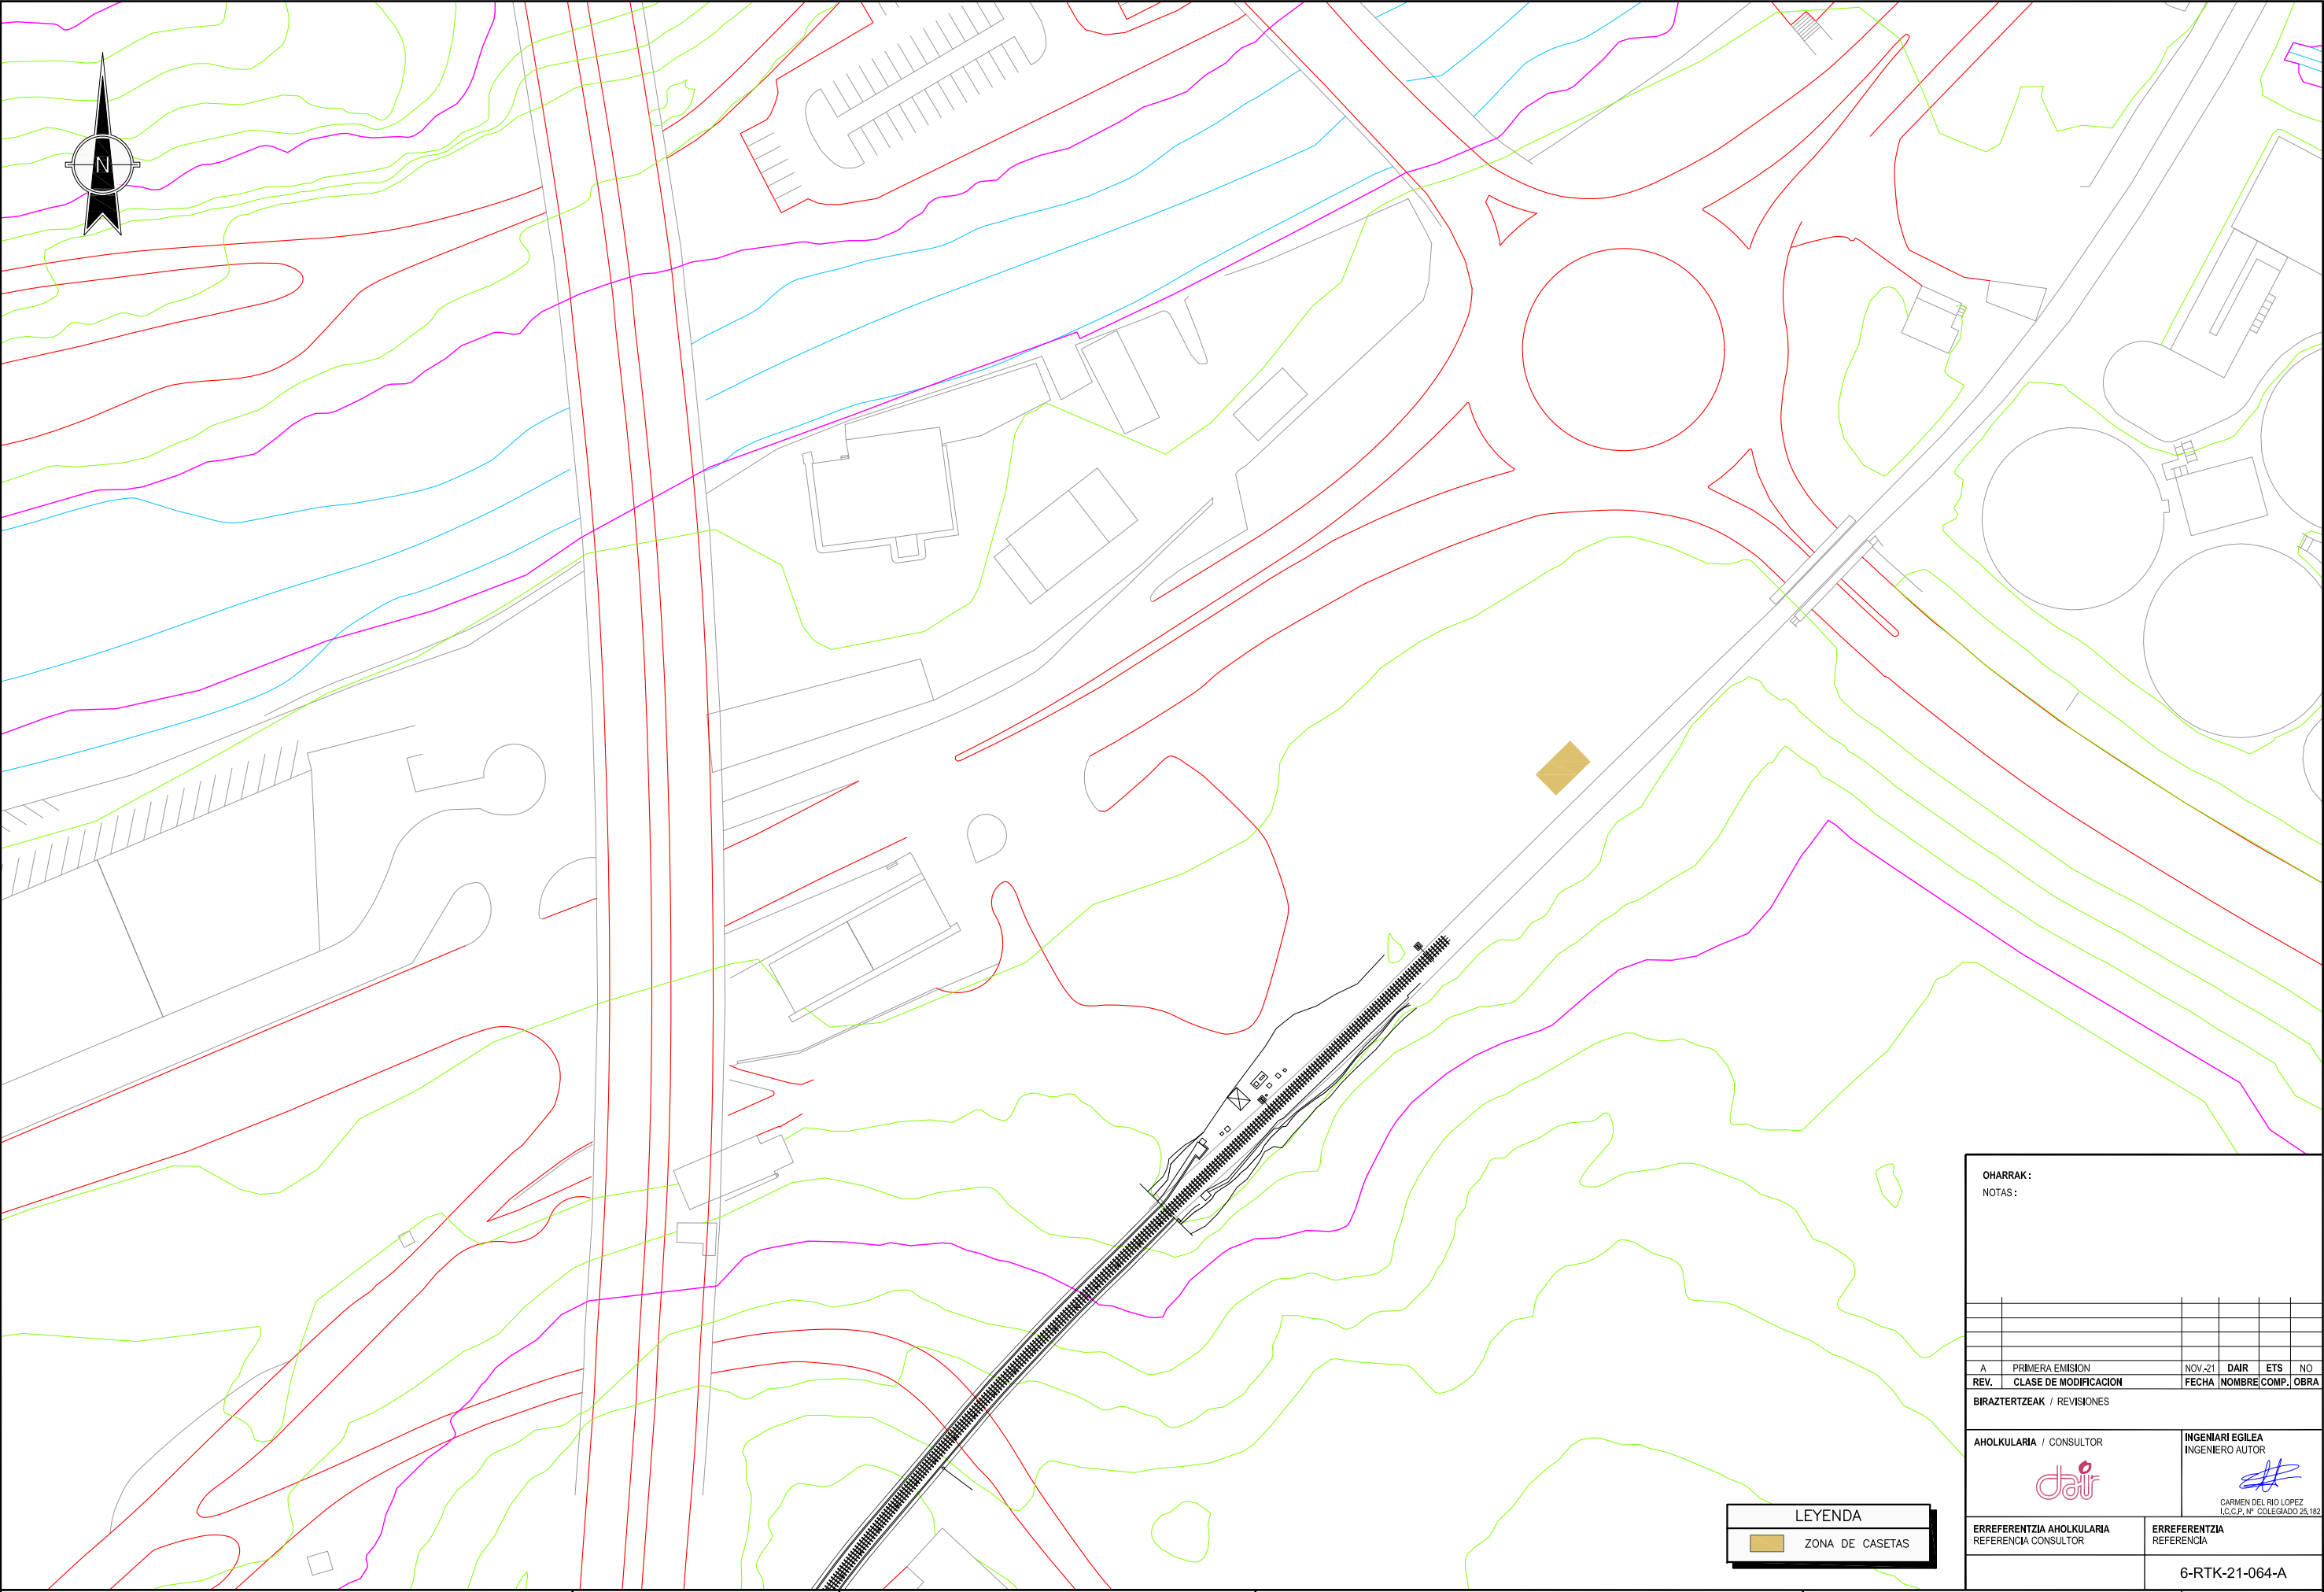 N
OHARRAK :
NOTAS :
A PRIMERA EMISION NOV.-21 DAIR ETS NO
REV. CLASE DE MODIFICACION FECHA NOMBRE COMP. OBRA
BIRAZTERTZEAK / REVISIONES
AHOLKULARIA / CONSULTOR
dair
INGENIARI EGILEA
INGENIERO AUTOR
CARMEN DEL RIO LOPEZ
I.C.C.P. Nº COLEGIADO 25.182
LEYENDA
ZONA DE CASETAS
ERREFERENTZIA AHOLKULARIA
REFERENCIA CONSULTOR
ERREFERENTZIA
REFERENCIA
6-RTK-21-064-A